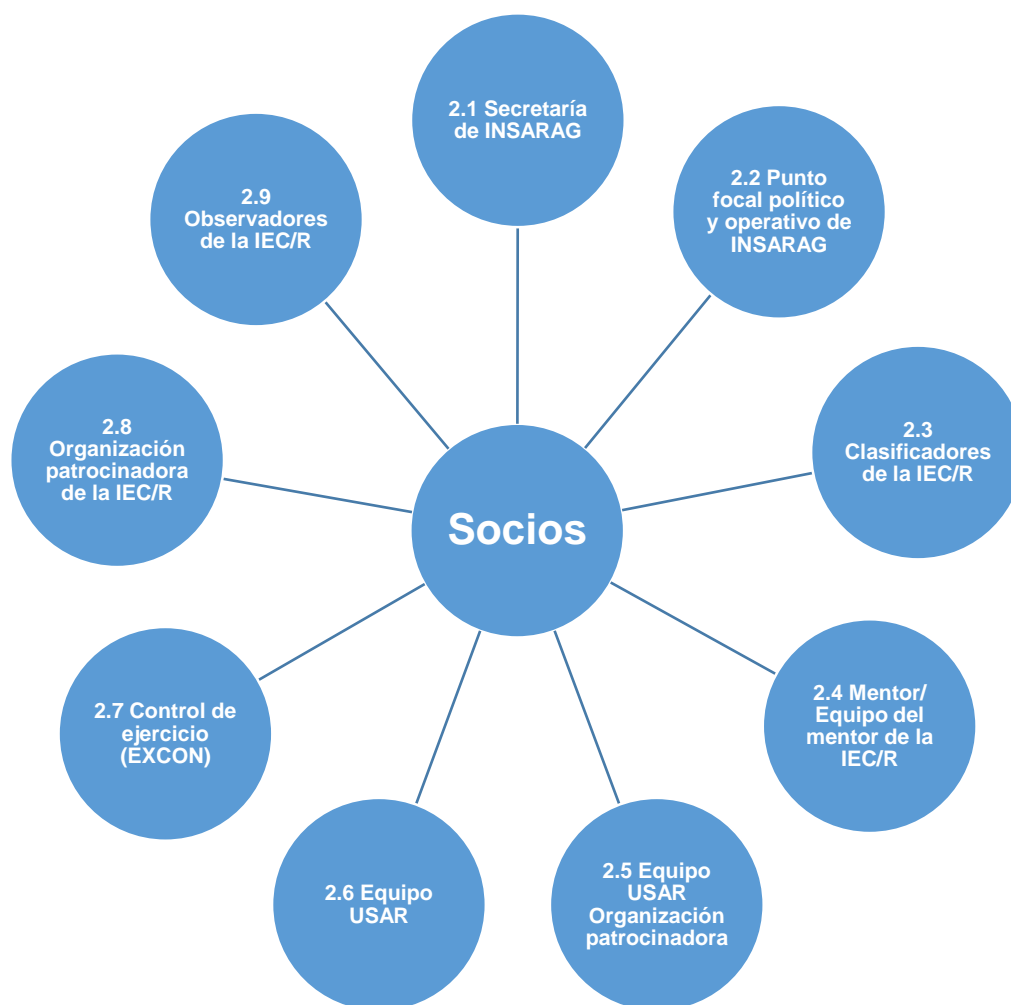 2.1 Secretaría
de INSARAG
2.2 Punto
focal político
y operativo de
INSARAG
2.3
Clasificadores
de la IEC/R
2.4 Mentor/
Equipo del
mentor de la
IEC/R
2.5 Equipo
USAR
Organización
patrocinadora
2.6 Equipo
USAR
2.7 Control de
ejercicio
(EXCON)
2.8
Organización
patrocinadora
de la IEC/R
2.9
Observadores
de la IEC/R
Socios